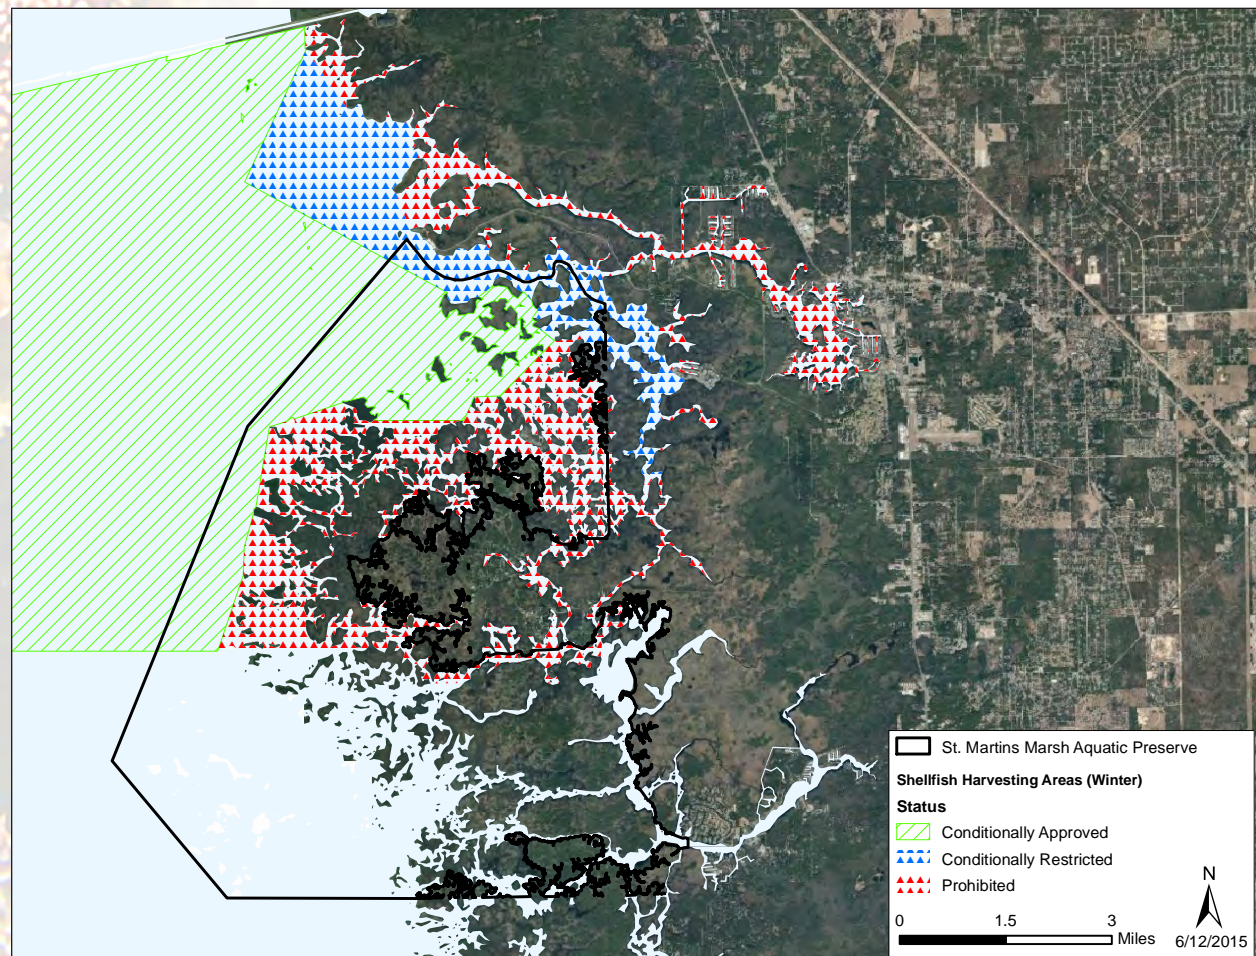 St. Martins Marsh Aquatic Preserve
Shellfish Harvesting Areas (Winter)
Status
Conditionally Approved
Conditionally Restricted
Prohibited
N
0 1.5 3
Miles
6/12/2015